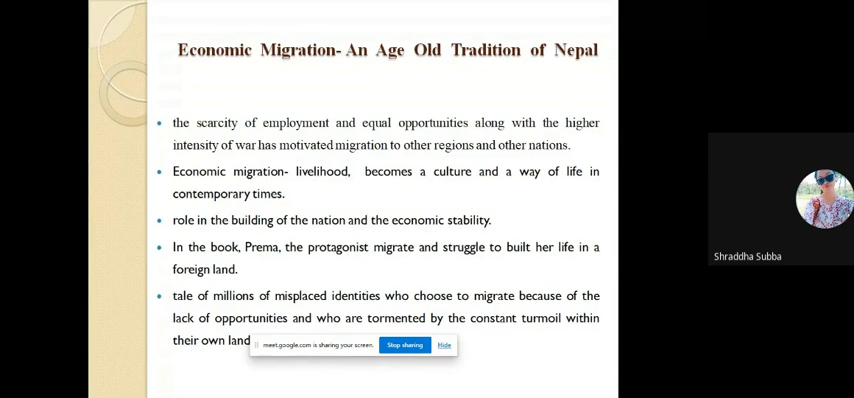 Economic Migration- An Age Old Tradition of Nepal
the scarcity of employment and equal opportunities along with the higher
intensity of war has motivated migration to other regions and other nations.
Economic migration- livelihood, becomes a culture and a way of life in
contemporary times.
role in the building of the nation and the economic stability.
In the book, Prema, the protagonist migrate and struggle to built her life in a
foreign land.
tale of millions of misplaced identities who choose to migrate because of the
lack of opportunities and who are tormented by the constant turmoil within
their own land
meet.google.com is sharing your screen. Stop sharing Hide
Shraddha Subba